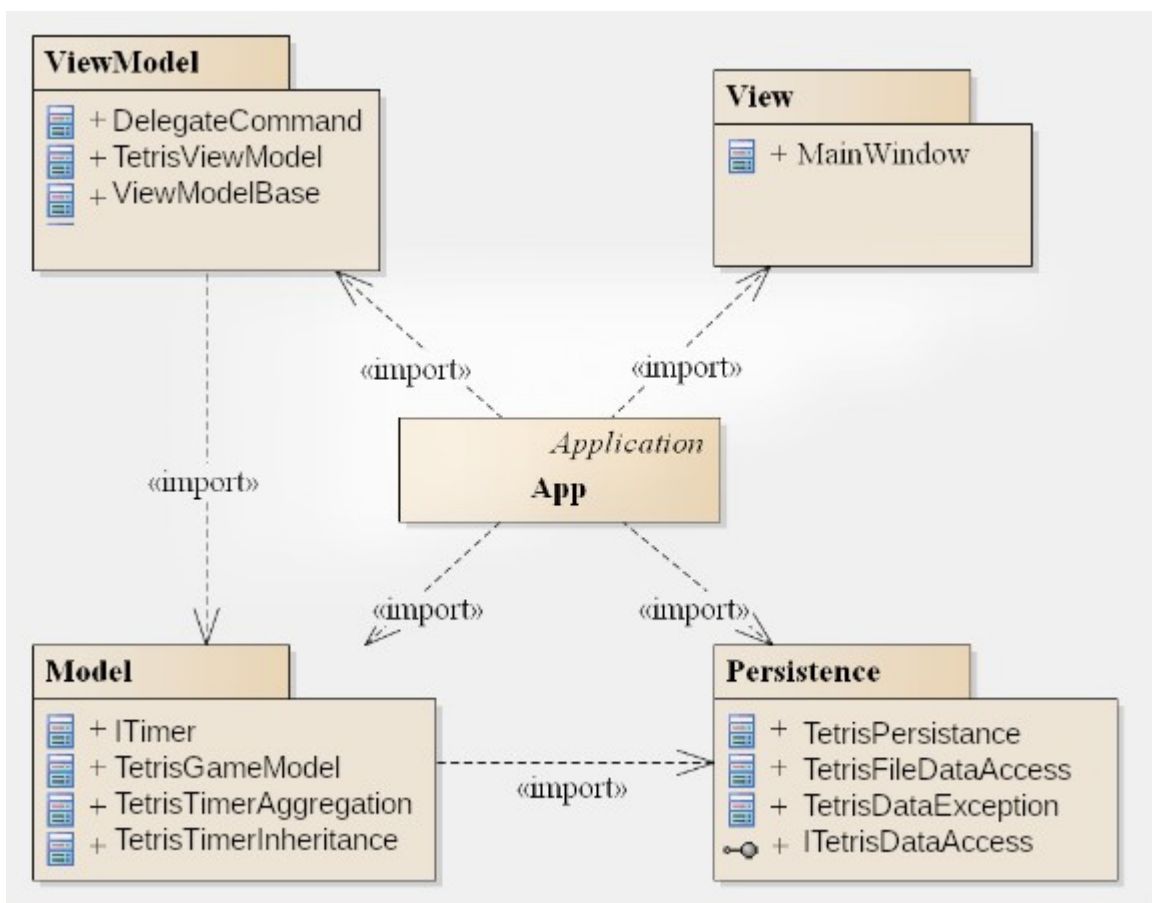 ViewModel
+ DelegateCommand
+ TetrisViewModel
+ ViewModelBase
View
+ MainWindow
«import»
«import»
Application
App
«import»
«import»
«import»
Model
+ ITimer
+ TetrisGameModel
+ TetrisTimerAggregation
+ TetrisTimerInheritance
«import»
Persistence
+ TetrisPersistance
+ TetrisFileDataAccess
+ TetrisDataException
+ ITetrisDataAccess